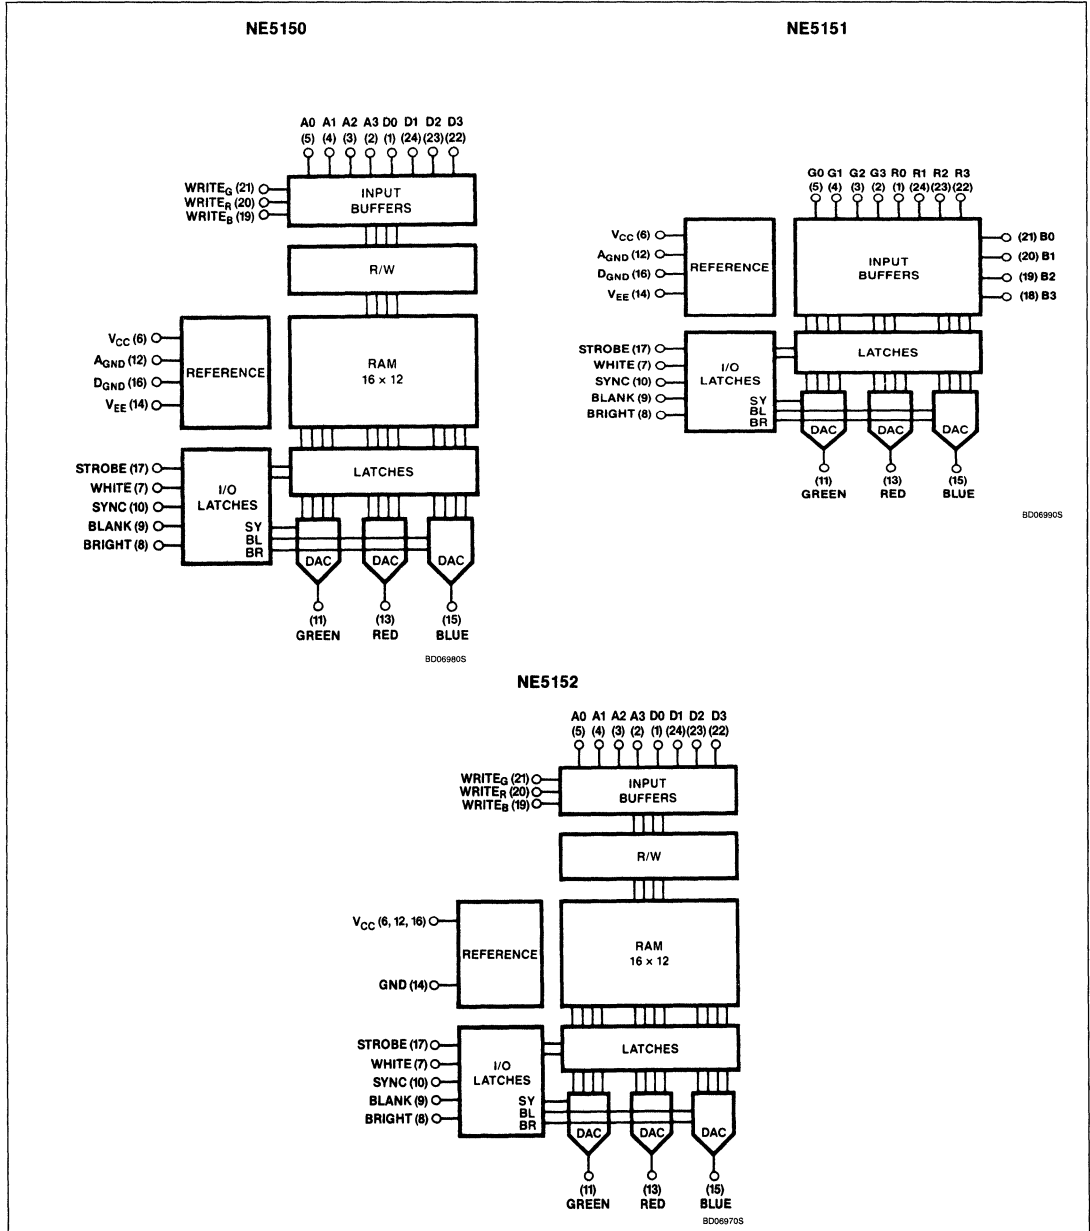 NE5150
A0 A1 A2 A3 D0 D1 D2 D3
(5) (4) (3) (2) (1) (24) (23) (22)
WRITEG (21)
WRITER (20)
WRITEB (19)
INPUT
BUFFERS
R/W
VCC (6)
AGND (12)
DGND (16)
VEE (14)
REFERENCE
RAM
16 × 12
STROBE (17)
WHITE (7)
SYNC (10)
BLANK (9)
BRIGHT (8)
I/O
LATCHES
SY
BL
BR
LATCHES
DAC DAC DAC
(11) (13) (15)
GREEN RED BLUE
BD06980S
NE5151
G0 G1 G2 G3 R0 R1 R2 R3
(5) (4) (3) (2) (1) (24) (23) (22)
VCC (6)
AGND (12)
DGND (16)
VEE (14)
REFERENCE
INPUT
BUFFERS
(21) B0
(20) B1
(19) B2
(18) B3
STROBE (17)
WHITE (7)
SYNC (10)
BLANK (9)
BRIGHT (8)
I/O
LATCHES
SY
BL
BR
LATCHES
DAC DAC DAC
(11) (13) (15)
GREEN RED BLUE
BD06990S
NE5152
A0 A1 A2 A3 D0 D1 D2 D3
(5) (4) (3) (2) (1) (24) (23) (22)
WRITEG (21)
WRITER (20)
WRITEB (19)
INPUT
BUFFERS
R/W
VCC (6, 12, 16)
GND (14)
REFERENCE
RAM
16 × 12
STROBE (17)
WHITE (7)
SYNC (10)
BLANK (9)
BRIGHT (8)
I/O
LATCHES
SY
BL
BR
LATCHES
DAC DAC DAC
(11) (13) (15)
GREEN RED BLUE
BD06970S